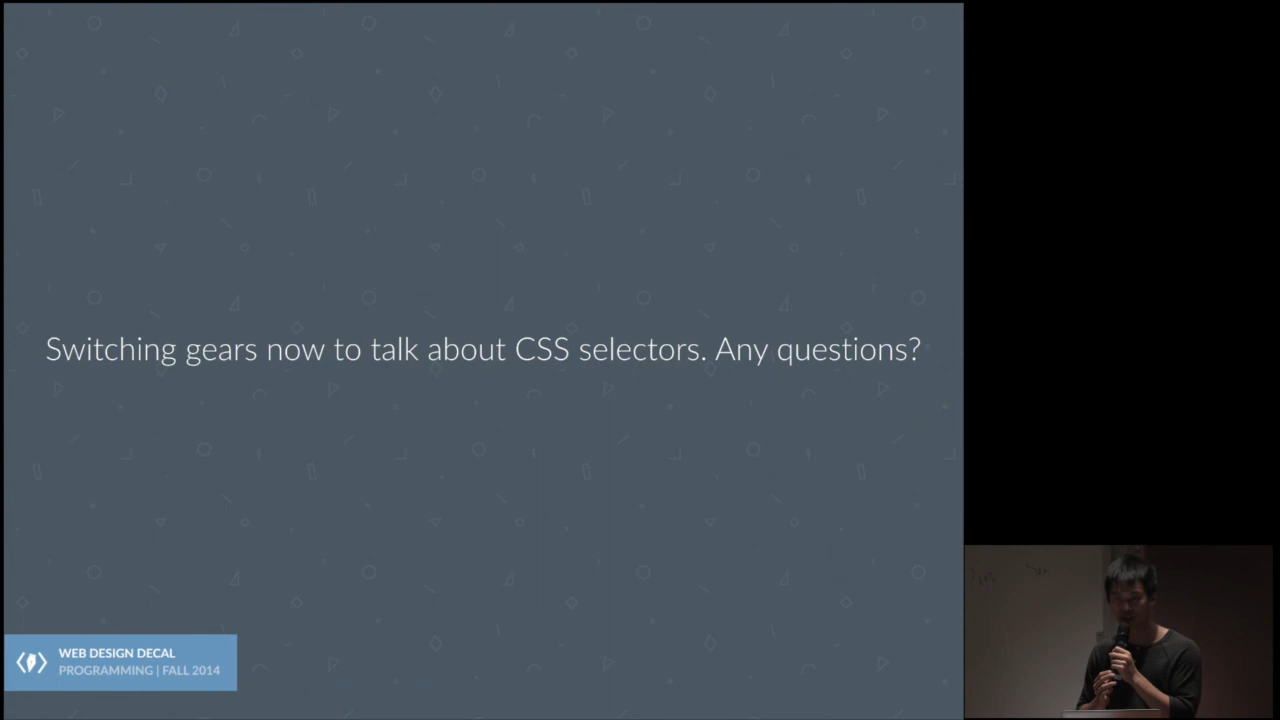 Switching gears now to talk about CSS selectors. Any questions?
WEB DESIGN DECAL
PROGRAMMING | FALL 2014